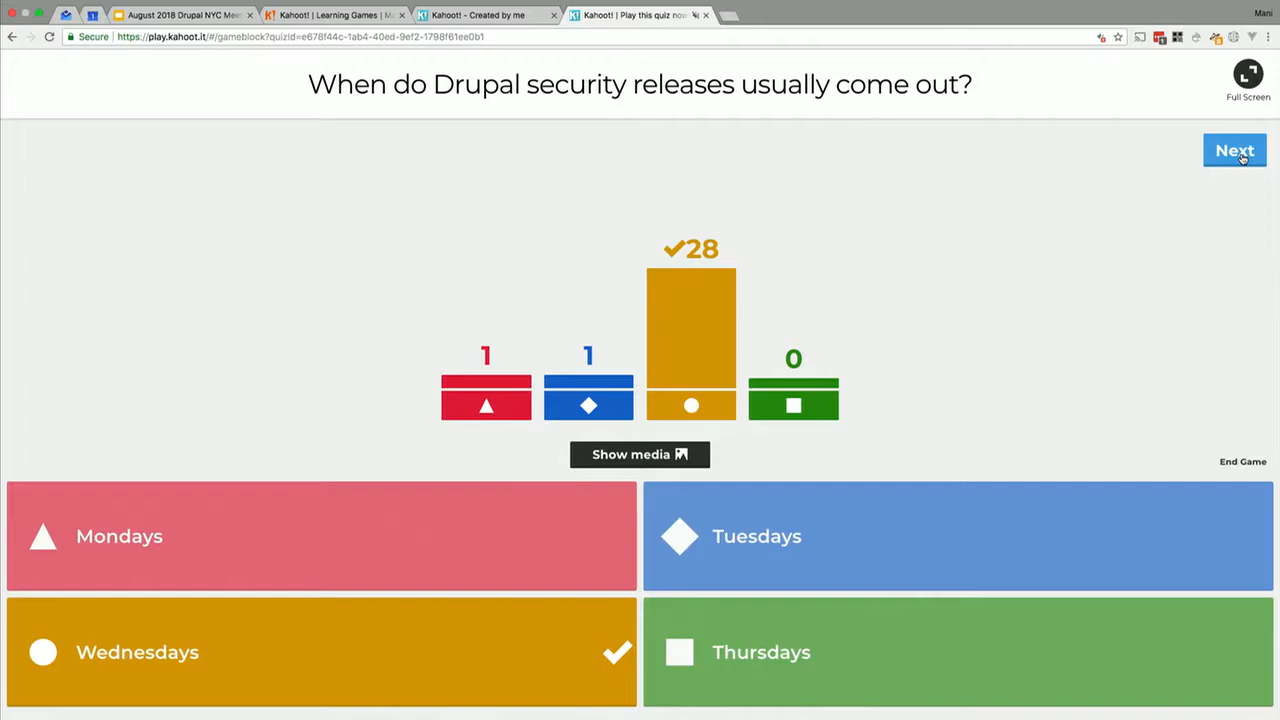 August 2018 Drupal NYC Mee
Kahoot! | Learning Games | Ma
Kahoot! - Created by me
Kahoot! | Play this quiz now
Mani
Secure
https://play.kahoot.it/#/gameblock?quizId=e678f44c-1ab4-40ed-9ef2-1798f61ee0b1
When do Drupal security releases usually come out?
Full Screen
Next
28
1
1
0
Show media
End Game
Mondays
Tuesdays
Wednesdays
Thursdays